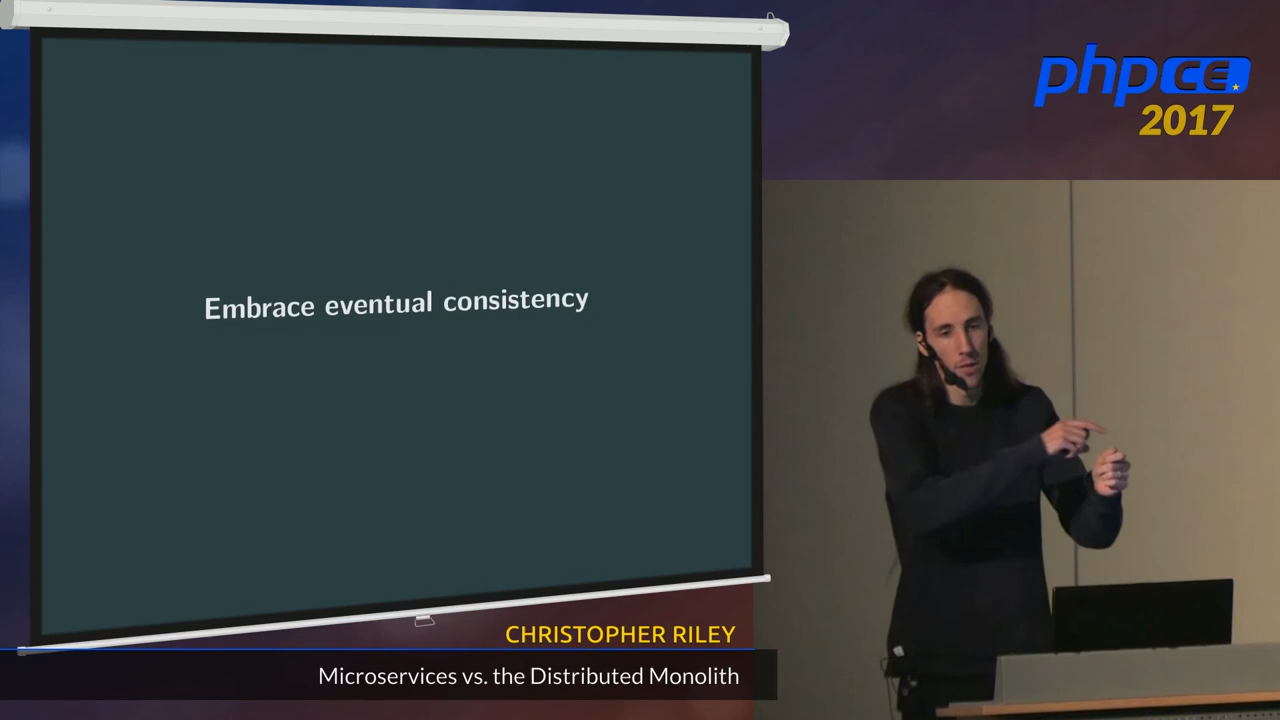 phpCE
2017
Embrace eventual consistency
CHRISTOPHER RILEY
Microservices vs. the Distributed Monolith